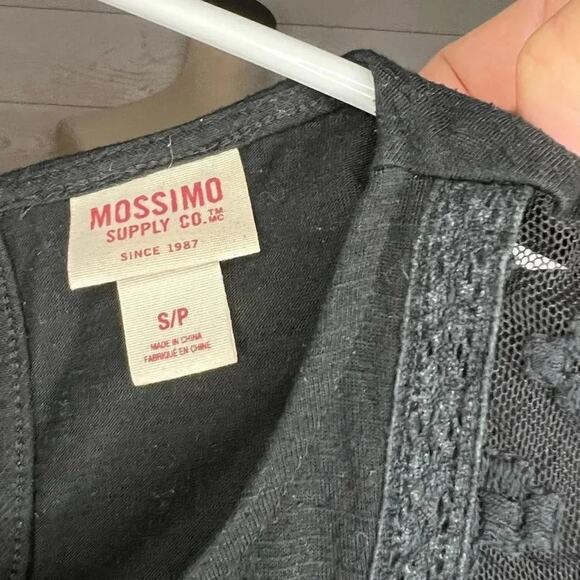 MOSSIMO
SUPPLY CO.™ MC
SINCE 1987
S/P
MADE IN CHINA
FABRIQUÉ EN CHINE